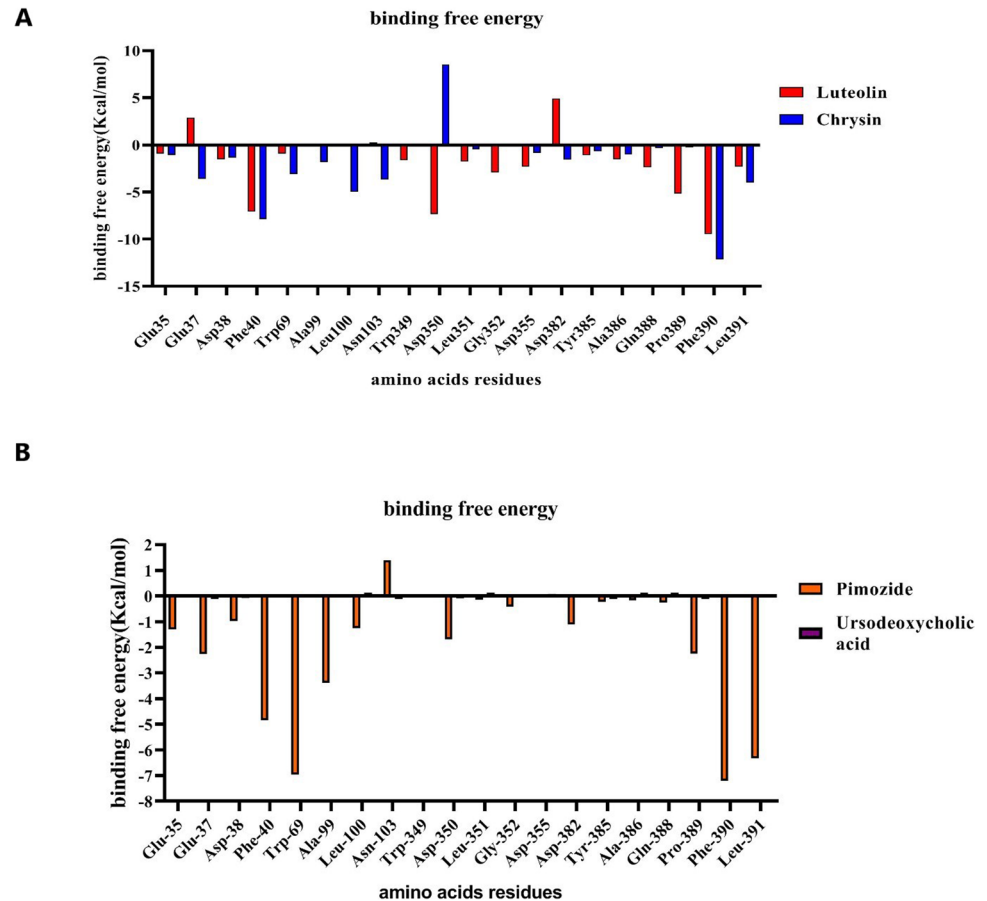 A
binding free energy
binding free energy(Kcal/mol)
10
5
0
-5
-10
-15
Luteolin
Chrysin
Glu35
Glu37
Asp38
Phe40
Trp69
Ala99
Leu100
Asn103
Trp349
Asp350
Leu351
Gly352
Asp355
Asp382
Tyr385
Ala386
Gln388
Pro389
Phe390
Leu391
amino acids residues
B
binding free energy
binding free energy(Kcal/mol)
2
1
0
-1
-2
-3
-4
-5
-6
-7
-8
Pimozide
Ursodeoxycholic
acid
Glu-35
Glu-37
Asp-38
Phe-40
Trp-69
Ala-99
Leu-100
Asn-103
Trp-349
Asp-350
Leu-351
Gly-352
Asp-355
Asp-382
Tyr-385
Ala-386
Gln-388
Pro-389
Phe-390
Leu-391
amino acids residues